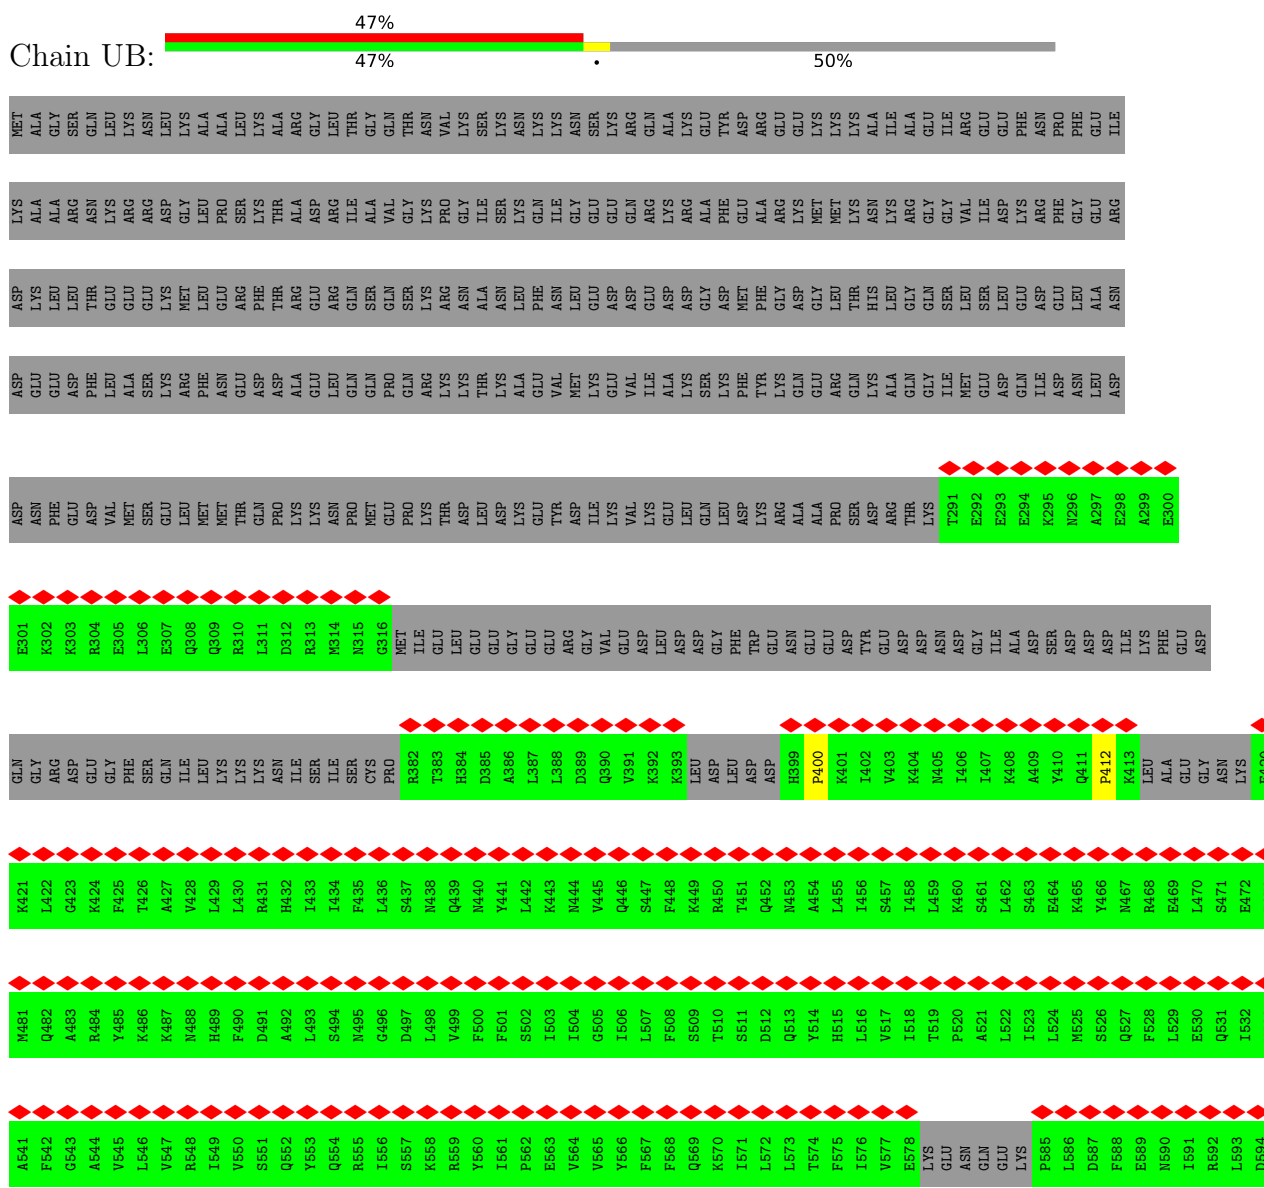 47%
Chain UB:
47% • 50%
MET ALA GLY SER GLN LEU LYS ASN LEU LYS ALA ALA LEU LYS ALA ARG GLY LEU THR GLY GLN THR ASN VAL LYS SER LYS ASN LYS LYS ASN SER LYS ARG GLN ALA LYS GLU TYR ASP ARG GLU GLU LYS LYS LYS ALA ILE ALA GLU ILE ARG GLU GLU PHE ASN PRO PHE GLU ILE
LYS ALA ALA ARG ASN LYS ARG ARG ASP GLY LEU PRO SER LYS THR ALA ASP ARG ILE ALA VAL GLY LYS PRO GLY ILE SER LYS GLN ILE GLY GLU GLU GLN ARG LYS ARG ALA PHE GLU ALA ARG LYS MET MET LYS ASN LYS ARG GLY GLY VAL ILE ASP LYS ARG PHE GLY GLU ARG
ASP LYS LEU LEU THR GLU GLU GLU LYS MET LEU GLU ARG PHE THR ARG GLU ARG GLN SER GLN SER LYS ARG ASN ALA ASN LEU PHE ASN LEU GLU ASP ASP GLU ASP ASP GLY ASP MET PHE GLY ASP GLY LEU THR HIS LEU GLY GLN SER LEU SER LEU GLU ASP GLU LEU ALA ASN
ASP GLU GLU ASP PHE LEU ALA SER LYS ARG PHE ASN GLU ASP ASP ALA GLU LEU GLN GLN PRO GLN ARG LYS LYS THR LYS ALA GLU VAL MET LYS GLU VAL ILE ALA LYS SER LYS PHE TYR LYS GLN GLU ARG GLN LYS ALA GLN GLY ILE MET GLU ASP GLN ILE ASP ASN LEU ASP
ASP ASN PHE GLU ASP VAL MET SER GLU LEU MET MET THR GLN PRO LYS LYS ASN PRO MET GLU PRO LYS THR ASP LEU ASP LYS GLU TYR ASP ILE LYS VAL LYS GLU LEU GLN LEU ASP LYS ARG ALA ALA PRO SER ASP ARG THR LYS T291 E292 E293 E294 K295 N296 A297 E298 A299 E300
E301 K302 K303 R304 E305 L306 E307 Q308 Q309 R310 L311 D312 R313 M314 N315 G316 MET ILE GLU LEU GLU GLU GLY GLU GLU ARG GLY VAL GLU ASP LEU ASP ASP GLY PHE TRP GLU ASN GLU GLU ASP TYR GLU ASP ASP ASN ASP GLY ILE ALA ASP SER ASP ASP ASP ILE LYS PHE GLU ASP
GLN GLY ARG ASP GLU GLY PHE SER GLN ILE LEU LYS LYS LYS ASN ILE SER ILE SER CYS PRO R382 T383 H384 D385 A386 L387 L388 D389 Q390 V391 K392 K393 LEU ASP LEU ASP ASP H399 P400 K401 I402 V403 K404 N405 I406 I407 K408 A409 Y410 Q411 P412 K413 LEU ALA GLU GLY ASN LYS
K421 L422 G423 K424 F425 T426 A427 V428 L429 L430 R431 H432 I433 I434 F435 L436 S437 N438 Q439 N440 Y441 L442 K443 N444 V445 Q446 S447 F448 K449 R450 T451 Q452 N453 A454 L455 I456 S457 I458 L459 K460 S461 L462 S463 E464 K465 Y466 N467 R468 E469 L470 S471 E472
M481 Q482 A483 R484 Y485 K486 K487 N488 H489 F490 D491 A492 L493 S494 N495 G496 D497 L498 V499 F500 F501 S502 I503 I504 G505 I506 L507 F508 S509 T510 S511 D512 Q513 Y514 H515 L516 V517 I518 T519 P520 A521 L522 I523 L524 M525 S526 Q527 F528 L529 E530 Q531 I532
A541 F542 G543 A544 V545 L546 V547 R548 I549 V550 S551 Q552 Y553 Q554 R555 I556 S557 K558 R559 Y560 I561 P562 E563 V564 V565 Y566 F567 F568 Q569 K570 I571 L572 L573 T574 F575 I576 V577 E578 LYS GLU ASN GLN GLU LYS P585 L586 D587 F588 E589 N590 I591 R592 L593 D594